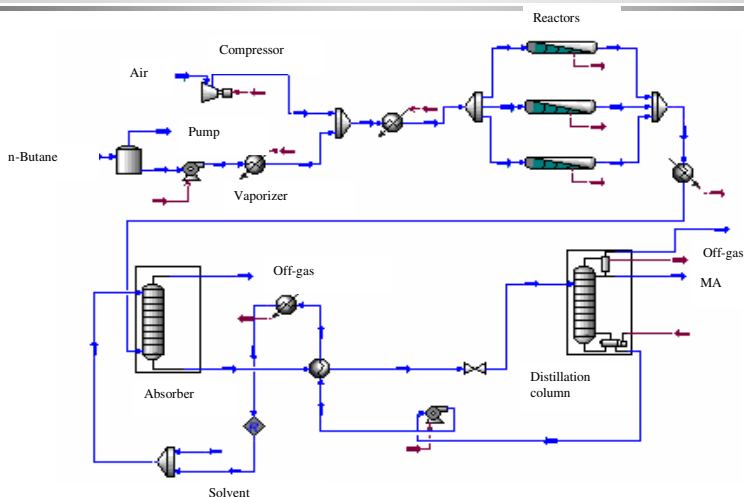 Reactors
Compressor
Air
Pump
n-Butane
Vaporizer
Off-gas
MA
Off-gas
Absorber
Distillation
column
R
Solvent